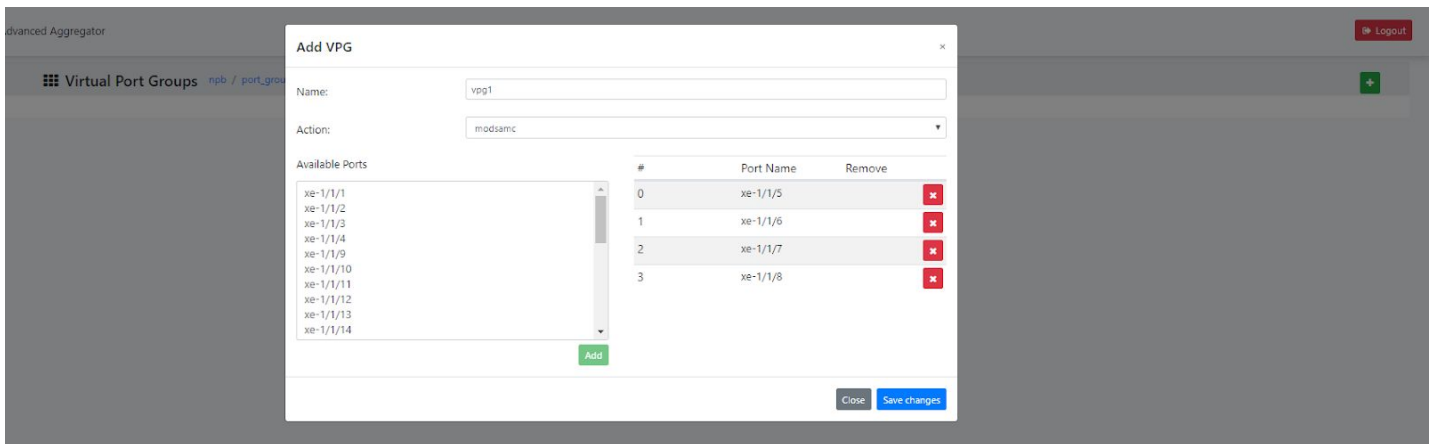 dvanced Aggregator
Logout
Virtual Port Groups npb / port_grou
Add VPG
×
Name: vpg1
Action: modsamc
Available Ports
xe-1/1/1
xe-1/1/2
xe-1/1/3
xe-1/1/4
xe-1/1/9
xe-1/1/10
xe-1/1/11
xe-1/1/12
xe-1/1/13
xe-1/1/14
Add
# Port Name Remove
0 xe-1/1/5
1 xe-1/1/6
2 xe-1/1/7
3 xe-1/1/8
Close Save changes